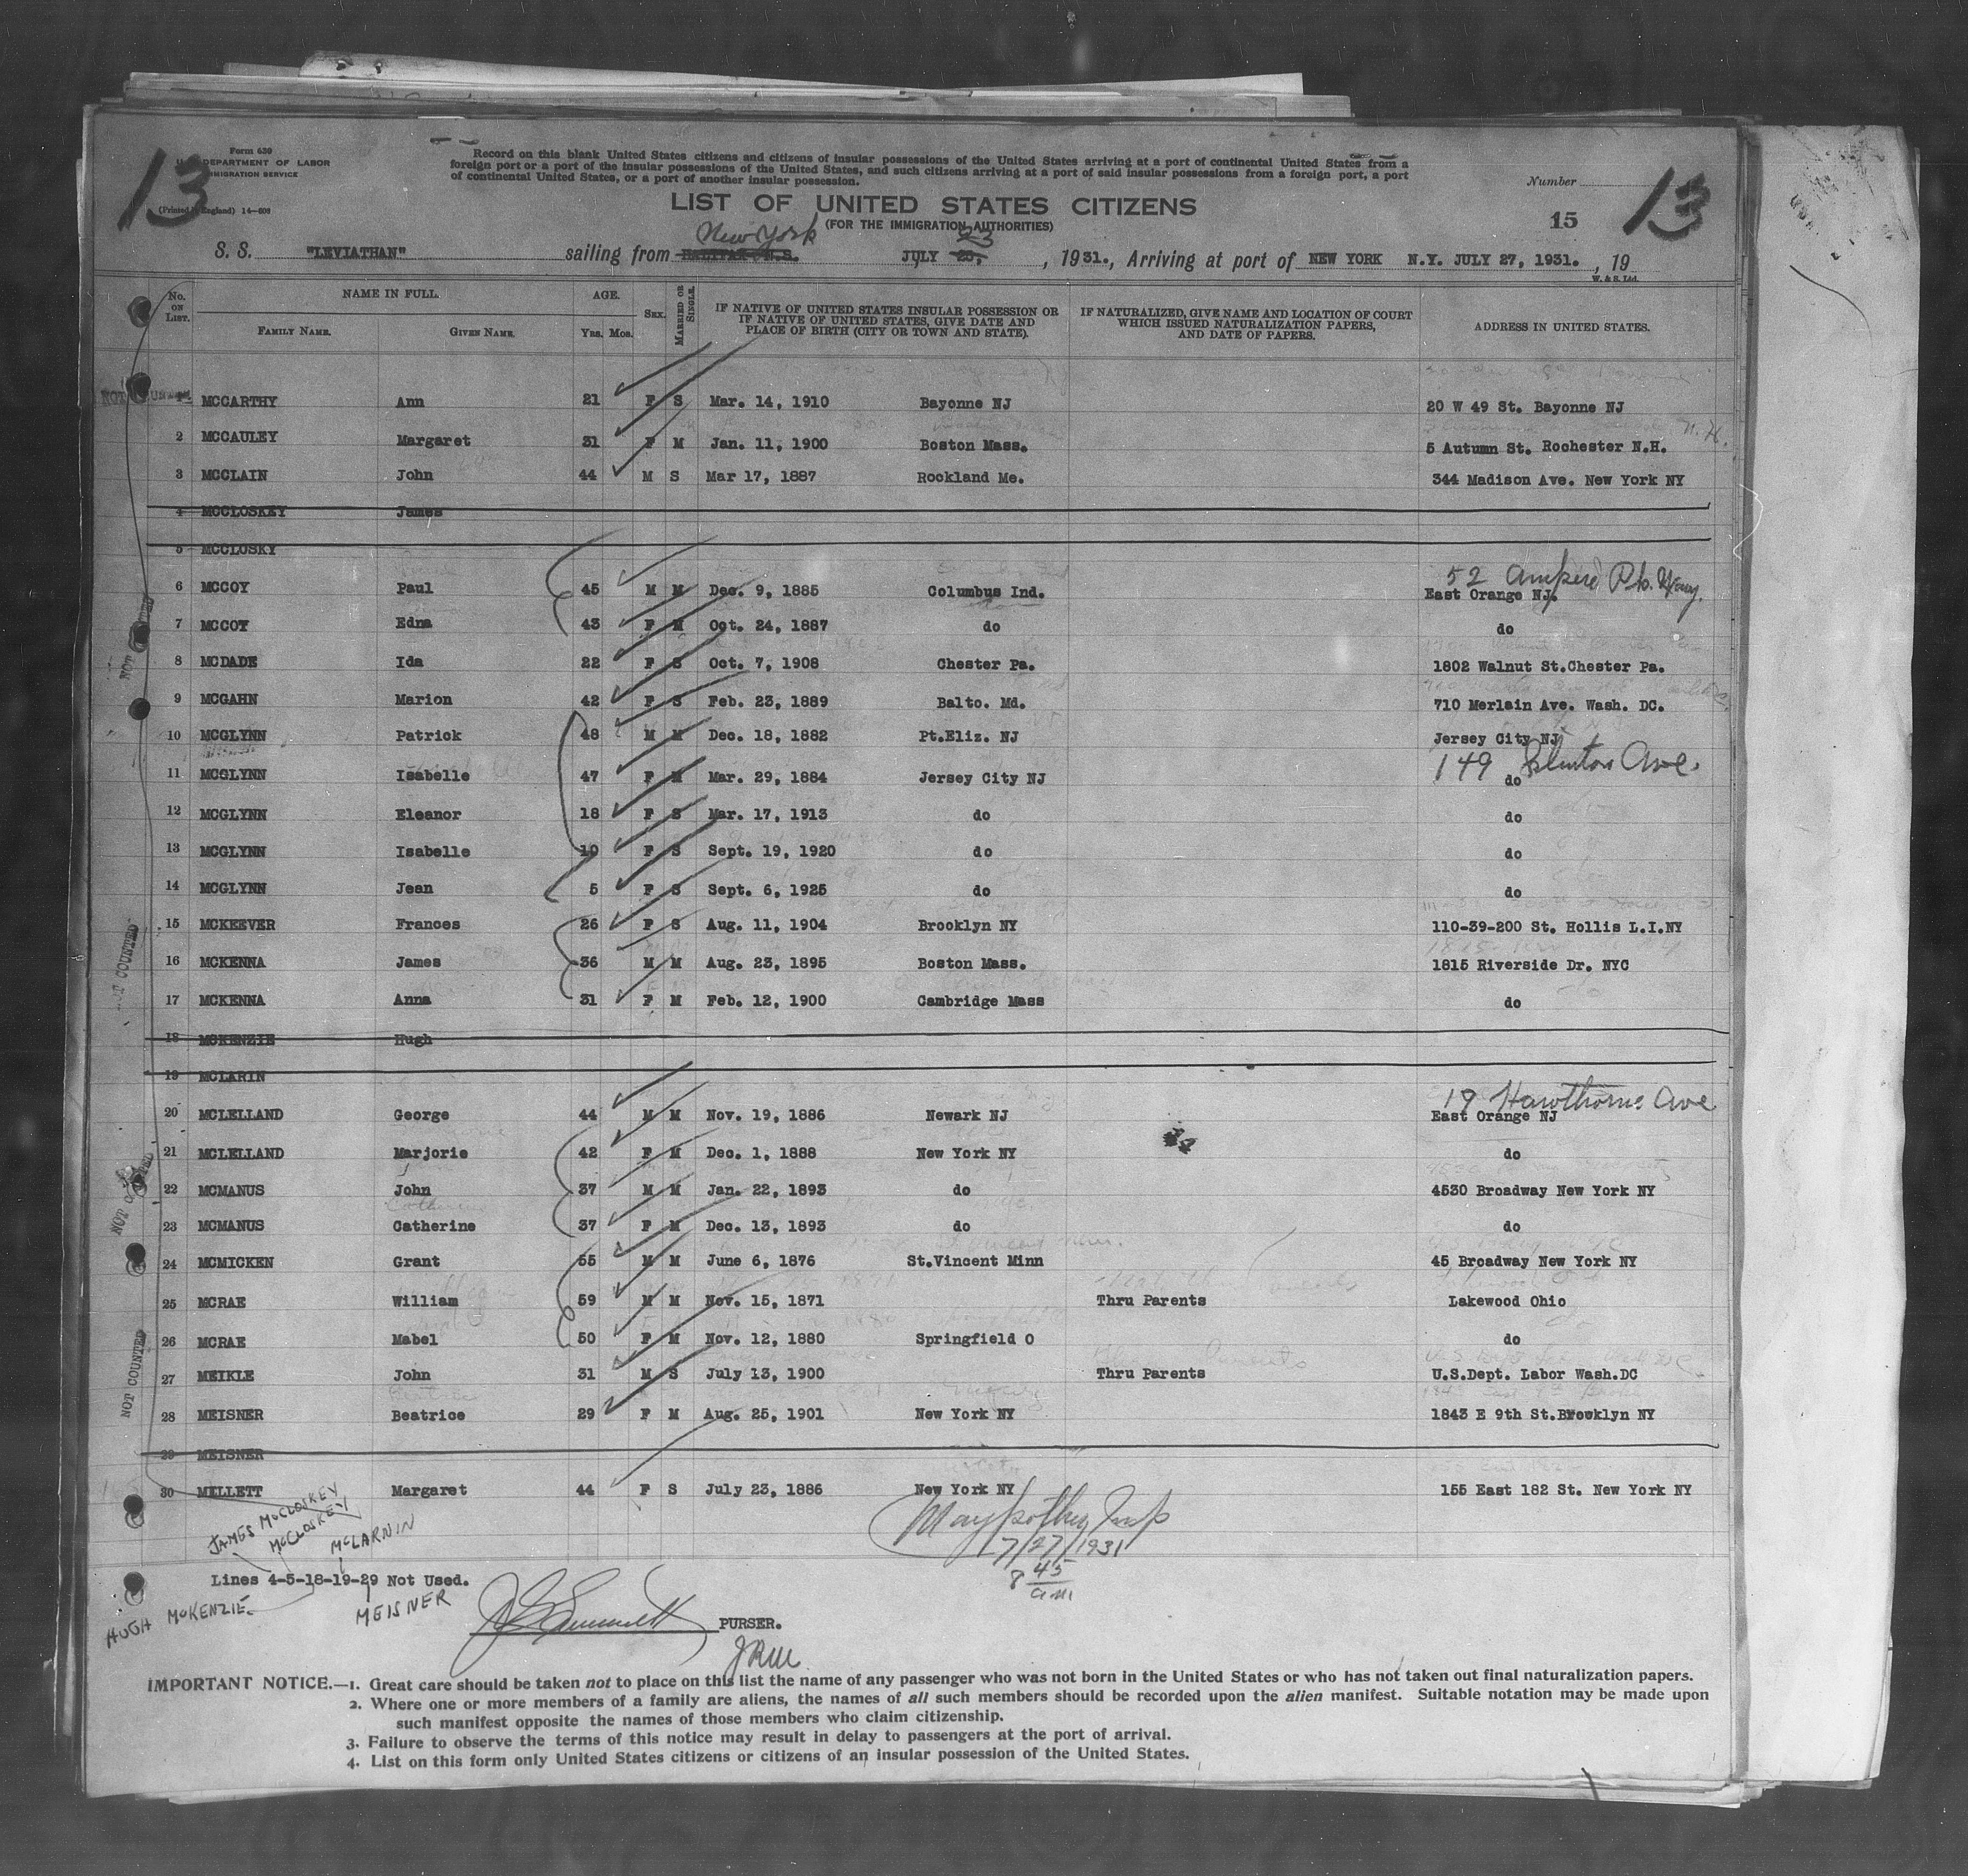 13
Form 630
U.S. DEPARTMENT OF LABOR
IMMIGRATION SERVICE
(Printed in England) 14—608
Record on this blank United States citizens and citizens of insular possessions of the United States arriving at a port of continental United States from a
foreign port or a port of the insular possessions of the United States, and such citizens arriving at a port of said insular possessions from a foreign port, a port
of continental United States, or a port of another insular possession.
Number
15
13
LIST OF UNITED STATES CITIZENS
(FOR THE IMMIGRATION AUTHORITIES)
New York 23
S. S. "LEVIATHAN" sailing from HALIFAX N.S. JULY 25, , 1931., Arriving at port of NEW YORK N.Y. JULY 27, 1931. , 19
W. & S. Ltd.
No. ON LIST. NAME IN FULL. FAMILY NAME. GIVEN NAME. AGE. Yrs. Mos. SEX. MARRIED OR SINGLE. IF NATIVE OF UNITED STATES INSULAR POSSESSION OR IF NATIVE OF UNITED STATES, GIVE DATE AND PLACE OF BIRTH (CITY OR TOWN AND STATE). IF NATURALIZED, GIVE NAME AND LOCATION OF COURT WHICH ISSUED NATURALIZATION PAPERS, AND DATE OF PAPERS. ADDRESS IN UNITED STATES.
NOT COUNTED
1 MCCARTHY Ann 21 F S Mar. 14, 1910 Bayonne NJ 20 W 49 St. Bayonne NJ
N.H.
2 MCCAULEY Margaret 31 F M Jan. 11, 1900 Boston Mass. 5 Autumn St. Rochester N.H.
3 MCCLAIN John 44 M S Mar 17, 1887 Rockland Me. 344 Madison Ave. New York NY
4 MCCLOSKEY James
5 MCCLOSKY
52 Ampere Pk. Way.
6 MCCOY Paul 45 M M Dec. 9, 1885 Columbus Ind. East Orange NJ.
7 MCCOY Edna 43 F M Oct. 24, 1887 do do
8 MCDADE Ida 22 F S Oct. 7, 1908 Chester Pa. 1802 Walnut St.Chester Pa.
9 MCGAHN Marion 42 F S Feb. 23, 1889 Balto. Md. 710 Merlain Ave. Wash. DC.
10 MCGLYNN Patrick 48 M M Dec. 18, 1882 Pt.Eliz. NJ Jersey City NJ
149 Clinton Ave.
11 MCGLYNN Isabelle 47 F M Mar. 29, 1884 Jersey City NJ do
12 MCGLYNN Eleanor 18 F S Mar. 17, 1913 do do
13 MCGLYNN Isabelle 10 F S Sept. 19, 1920 do do
14 MCGLYNN Jean 5 F S Sept. 6, 1925 do do
15 MCKEEVER Frances 26 F S Aug. 11, 1904 Brooklyn NY 110-39-200 St. Hollis L.I.NY
16 MCKENNA James 36 M M Aug. 23, 1895 Boston Mass. 1815 Riverside Dr. NYC
17 MCKENNA Anna 31 F M Feb. 12, 1900 Cambridge Mass do
18 MCKENZIE Hugh
19 MCLARIN
19 Hawthorne Ave
20 MCLELLAND George 44 M M Nov. 19, 1886 Newark NJ East Orange NJ
21 MCLELLAND Marjorie 42 F M Dec. 1, 1888 New York NY do
22 MCMANUS John 37 M M Jan. 22, 1893 do 4530 Broadway New York NY
23 MCMANUS Catherine 37 F M Dec. 13, 1893 do do
24 MCMICKEN Grant 55 M M June 6, 1876 St.Vincent Minn 45 Broadway New York NY
25 MCRAE William 59 M M Nov. 15, 1871 Thru Parents Lakewood Ohio
26 MCRAE Mabel 50 F M Nov. 12, 1880 Springfield O do
27 MEIKLE John 31 M S July 13, 1900 Thru Parents U.S.Dept. Labor Wash.DC
28 MEISNER Beatrice 29 F M Aug. 25, 1901 New York NY 1843 E 9th St.Brooklyn NY
29 MEISNER
30 MELLETT Margaret 44 F S July 23, 1886 New York NY 155 East 182 St. New York NY
NOT COUNTED
NOT COUNTED
NOT COUNTED
JAMES MCCLOSKEY
MCCLOSKEY
MCLARNIN
7/27/1931
8 45 am
Lines 4-5-18-19-29 Not Used.
HUGH MCKENZIE
MEISNER
PURSER.
JRM
IMPORTANT NOTICE.—1. Great care should be taken not to place on this list the name of any passenger who was not born in the United States or who has not taken out final naturalization papers.
2. Where one or more members of a family are aliens, the names of all such members should be recorded upon the alien manifest. Suitable notation may be made upon
such manifest opposite the names of those members who claim citizenship.
3. Failure to observe the terms of this notice may result in delay to passengers at the port of arrival.
4. List on this form only United States citizens or citizens of an insular possession of the United States.